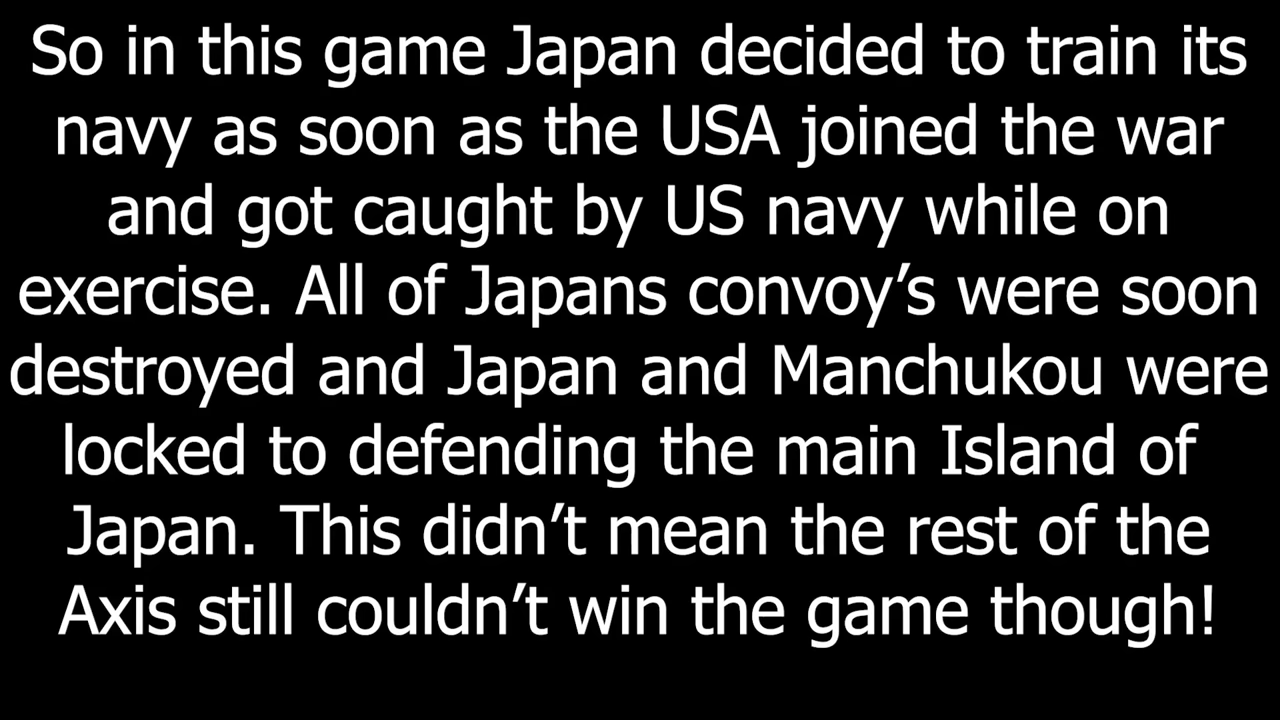 So in this game Japan decided to train its
navy as soon as the USA joined the war
and got caught by US navy while on
exercise. All of Japans convoy’s were soon
destroyed and Japan and Manchukou were
locked to defending the main Island of
Japan. This didn’t mean the rest of the
Axis still couldn’t win the game though!